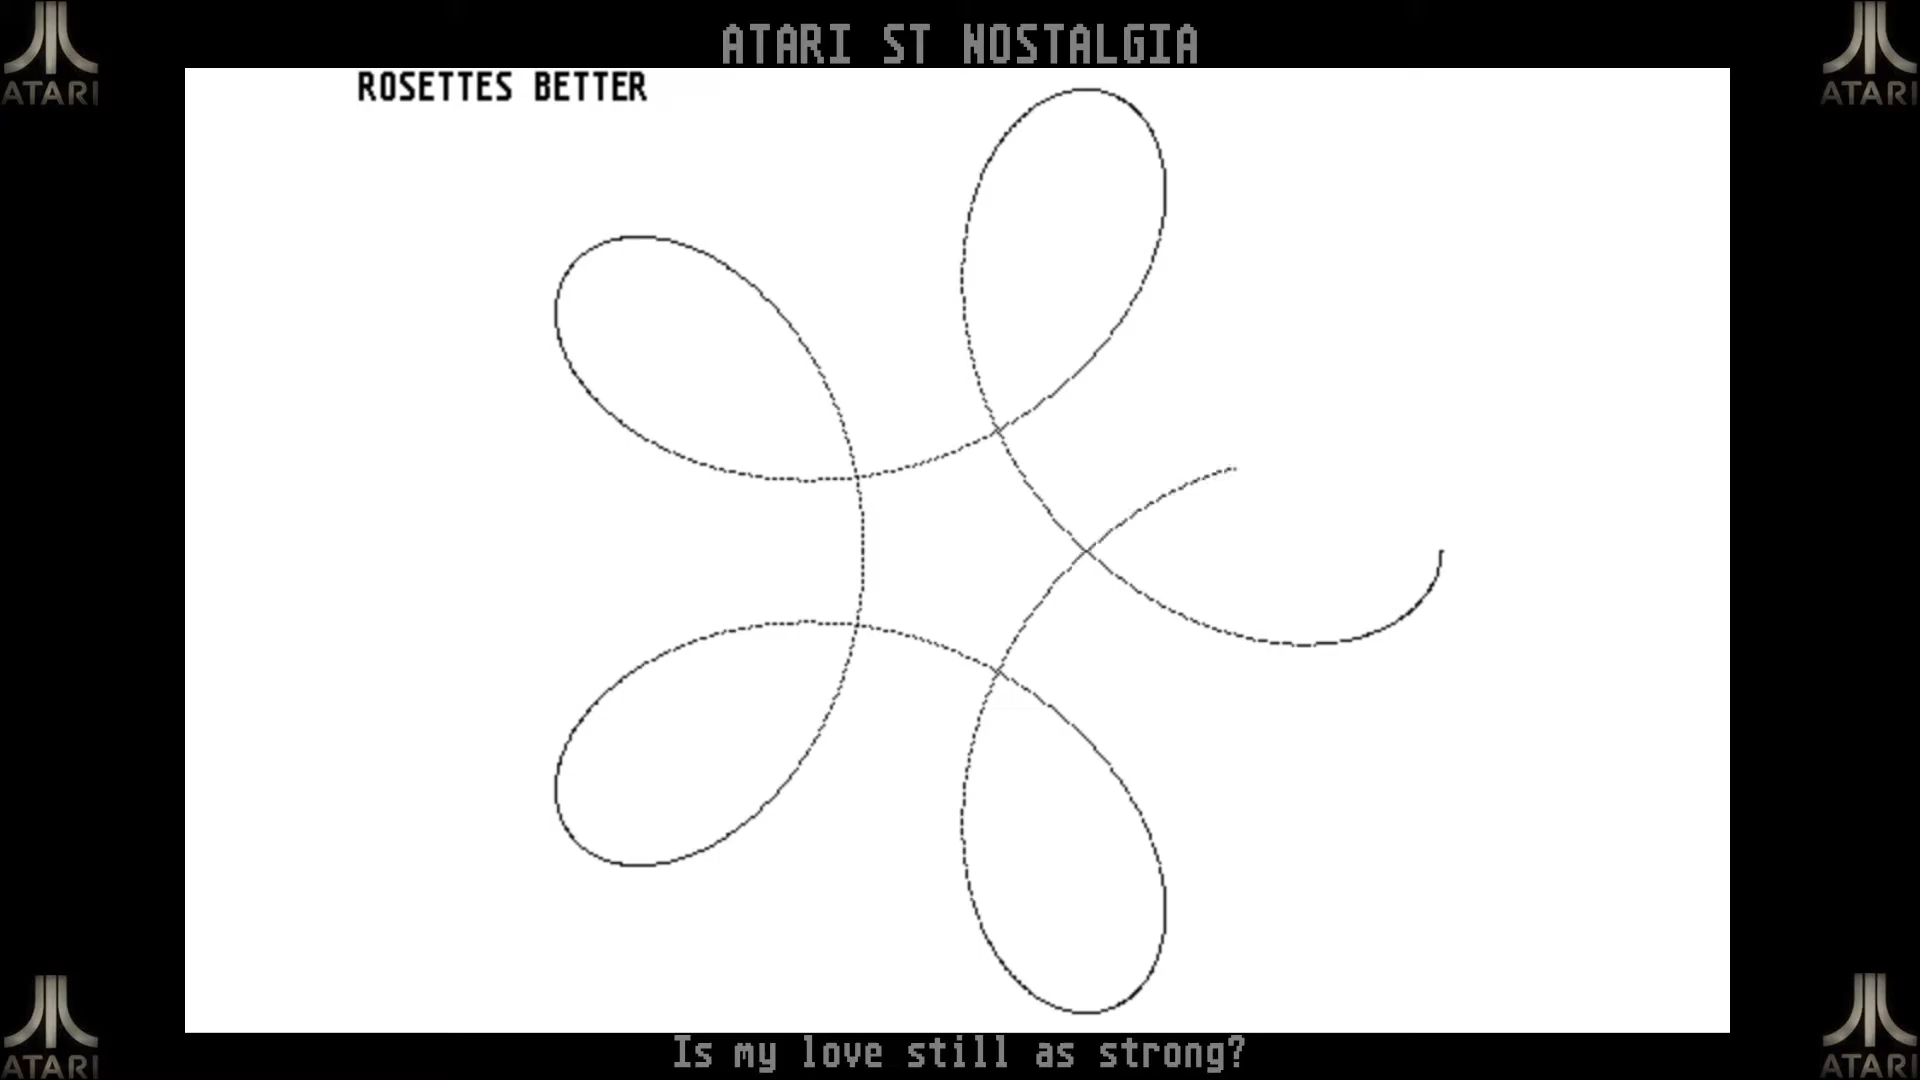 ATARI ST NOSTALGIA
ATARI
ATARI
ROSETTES BETTER
ATARI
Is my love still as strong?
ATARI